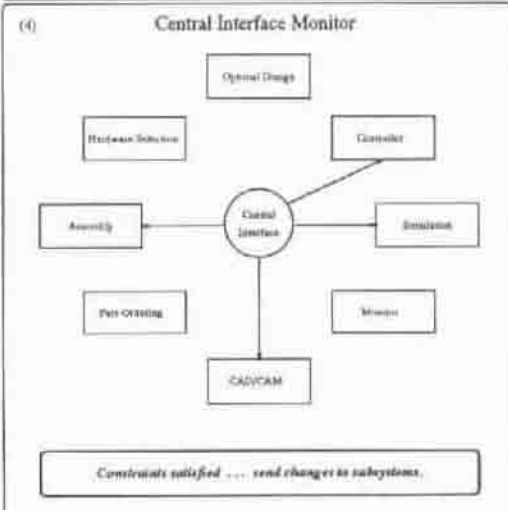 (4)
Central Interface Monitor
Optimal Design
Hardware Selection
Controller
Central
Interface
Assembly
Simulation
Part Ordering
Monitor
CAD/CAM
Constraints satisfied ... send changes to subsystems.